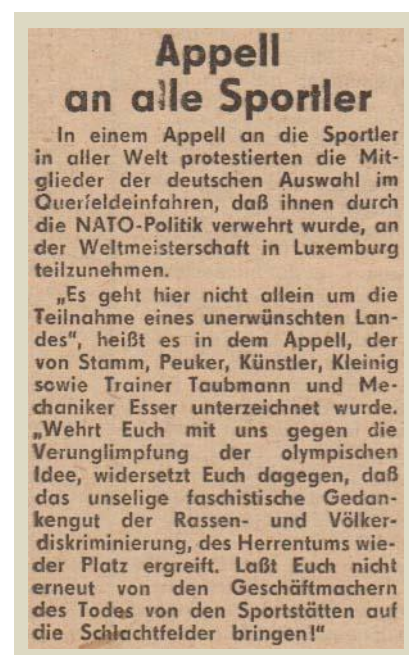 Appell
an alle Sportler
In einem Appell an die Sportler
in aller Welt protestierten die Mit-
glieder der deutschen Auswahl im
Querfeldeinfahren, daß ihnen durch
die NATO-Politik verwehrt wurde, an
der Weltmeisterschaft in Luxemburg
teilzunehmen.
„Es geht hier nicht allein um die
Teilnahme eines unerwünschten Lan-
des“, heißt es in dem Appell, der
von Stamm, Peuker, Künstler, Kleinig
sowie Trainer Taubmann und Me-
chaniker Esser unterzeichnet wurde.
„Wehrt Euch mit uns gegen die
Verunglimpfung der olympischen
Idee, widersetzt Euch dagegen, daß
das unselige faschistische Gedan-
kengut der Rassen- und Völker-
diskriminierung, des Herrentums wie-
der Platz ergreift. Laßt Euch nicht
erneut von den Geschäftmachern
des Todes von den Sportstätten auf
die Schlachtfelder bringen!“